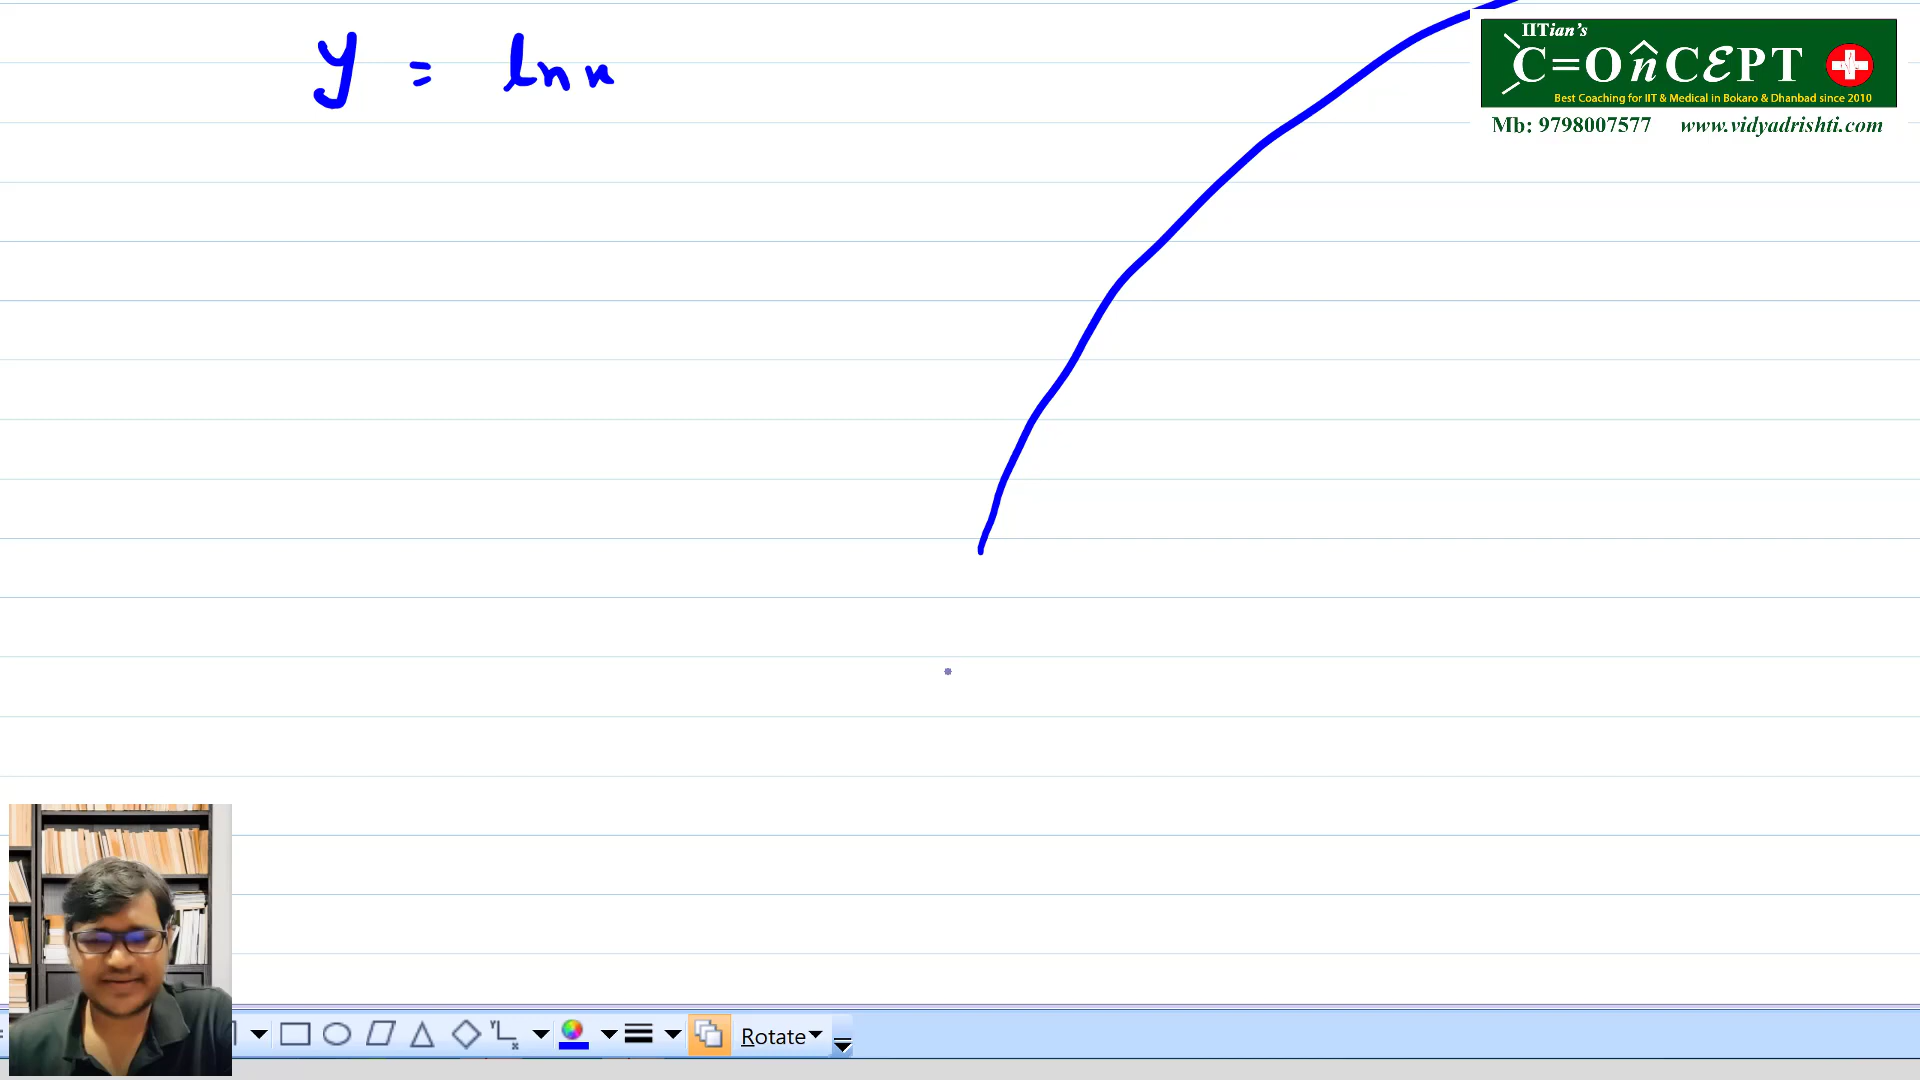 y = ln x
IITian's
C=OnCEPT
Best Coaching for IIT & Medical in Bokaro & Dhanbad since 2010
Mb: 9798007577 www.vidyadrishti.com
Y
x
Rotate